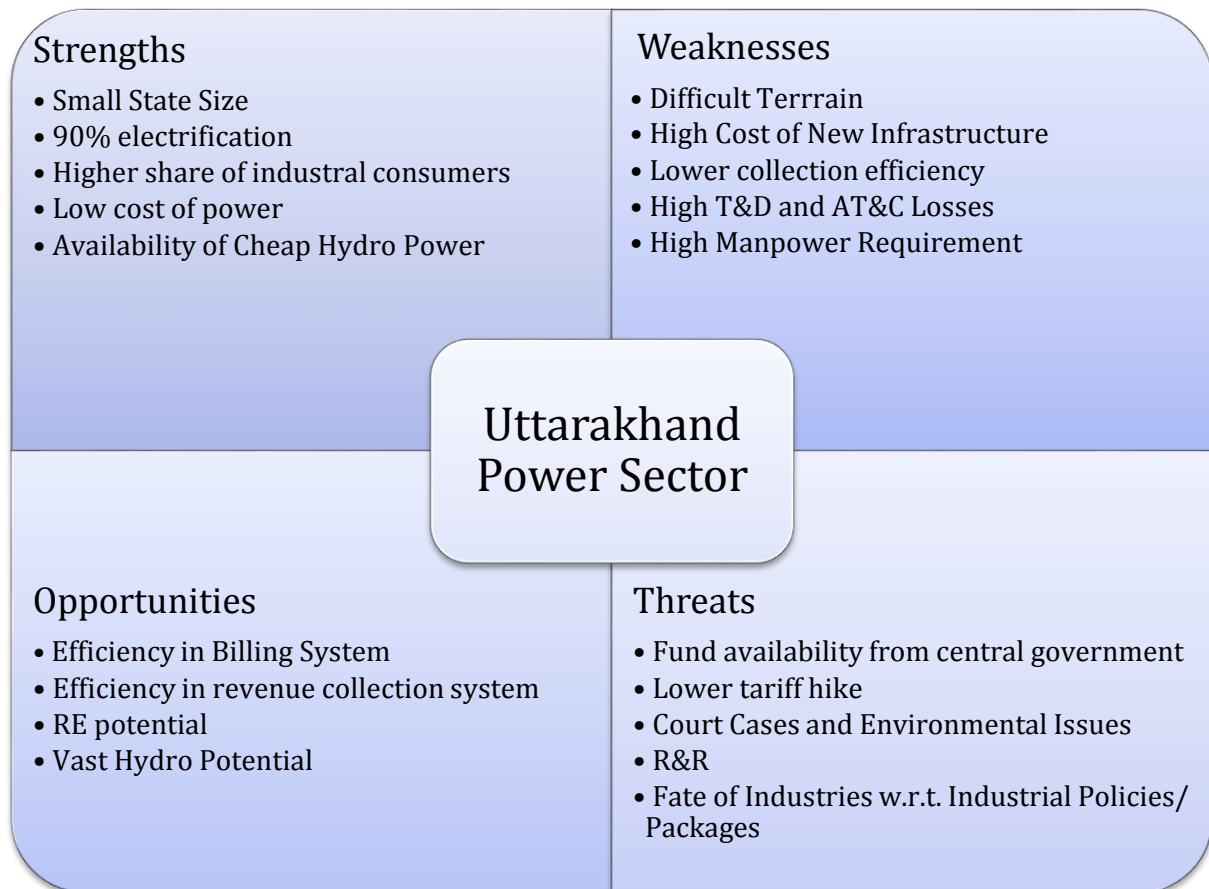 Strengths
• Small State Size
• 90% electrification
• Higher share of industral consumers
• Low cost of power
• Availability of Cheap Hydro Power
Weaknesses
• Difficult Terrrain
• High Cost of New Infrastructure
• Lower collection efficiency
• High T&D and AT&C Losses
• High Manpower Requirement
Uttarakhand
Power Sector
Opportunities
• Efficiency in Billing System
• Efficiency in revenue collection system
• RE potential
• Vast Hydro Potential
Threats
• Fund availability from central government
• Lower tariff hike
• Court Cases and Environmental Issues
• R&R
• Fate of Industries w.r.t. Industrial Policies/
Packages